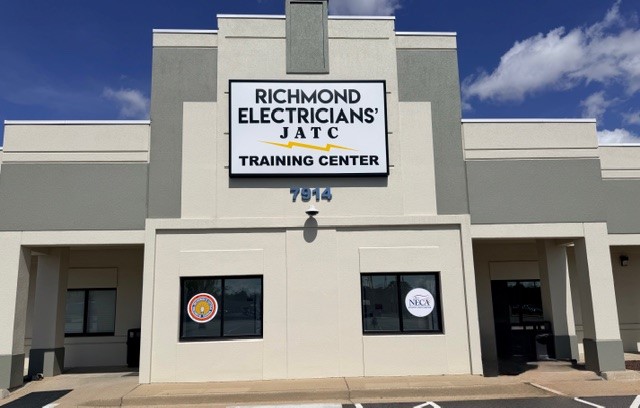 RICHMOND
ELECTRICIANS'
JATC
TRAINING CENTER
7914
NECA